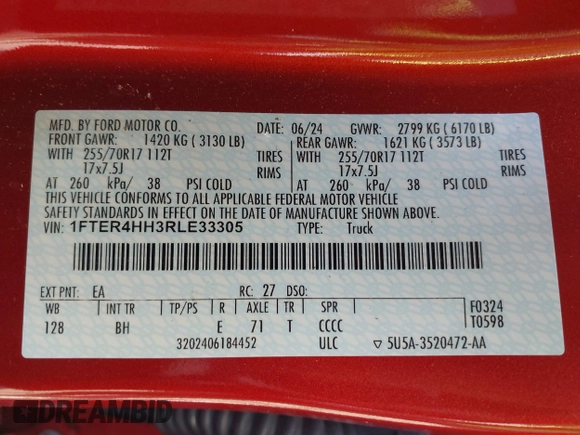 MFD. BY FORD MOTOR CO. DATE: 06/24 GVWR: 2799 KG ( 6170 LB)
FRONT GAWR: 1420 KG ( 3130 LB) REAR GAWR: 1621 KG ( 3573 LB)
WITH 255/70R17 112T TIRES WITH 255/70R17 112T TIRES
17x7.5J RIMS 17x7.5J RIMS
AT 260 kPa/ 38 PSI COLD AT 260 kPa/ 38 PSI COLD
THIS VEHICLE CONFORMS TO ALL APPLICABLE FEDERAL MOTOR VEHICLE
SAFETY STANDARDS IN EFFECT ON THE DATE OF MANUFACTURE SHOWN ABOVE.
VIN: 1FTER4HH3RLE33305 TYPE: Truck
EXT PNT: EA RC: 27 DSO:
WB INT TR TP/PS R AXLE TR SPR F0324
128 BH E 71 T CCCC T0598
3202406184452 ULC ▽ 5U5A-3520472-AA
DREAMBID